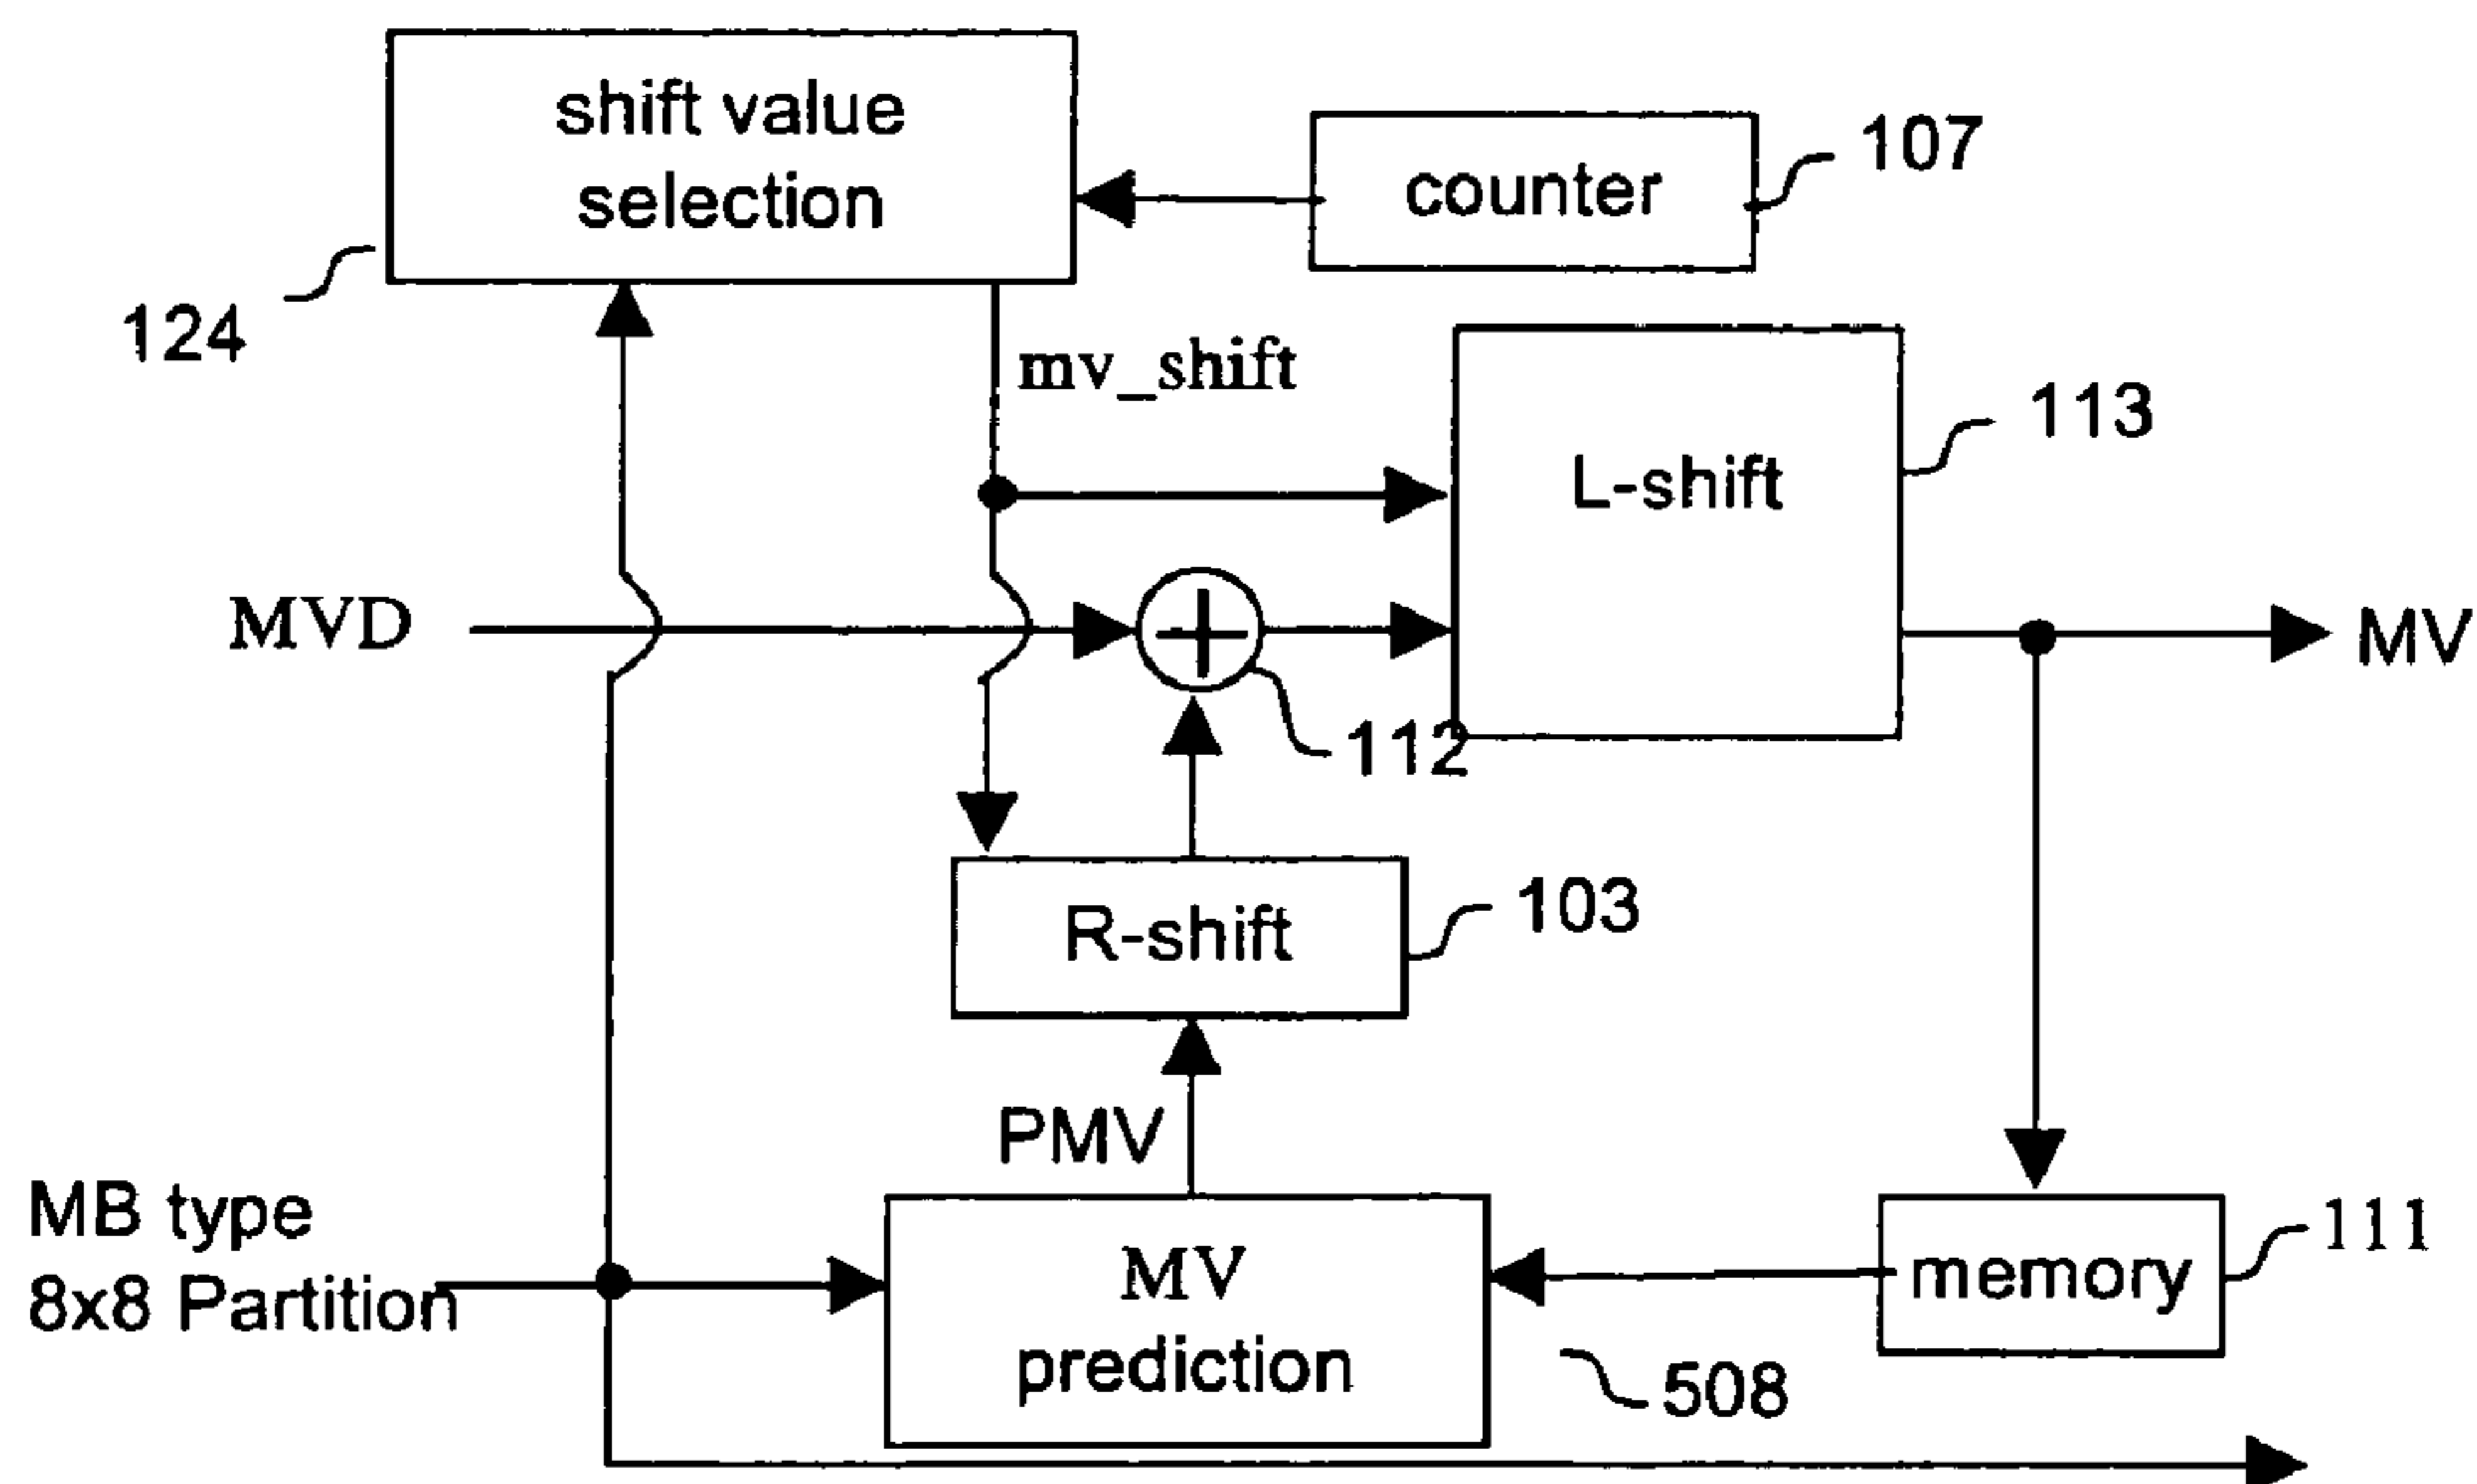 shift value
selection
counter
107
124
mv_shift
L-shift
113
MVD
MV
112
R-shift
103
PMV
MB type
8x8 Partition
MV
prediction
memory
111
508